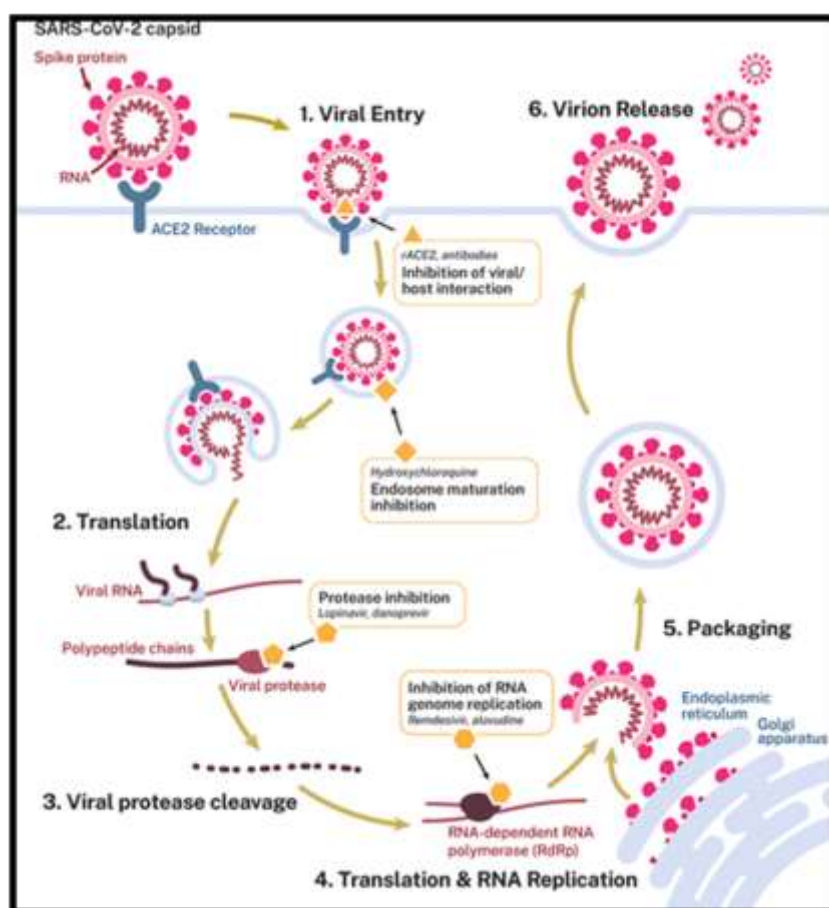 SARS-CoV-2 capsid
Spike protein
RNA
ACE2 Receptor
1. Viral Entry
rACE2, antibodies
Inhibition of viral/
host interaction
Hydroxychloroquine
Endosome maturation
inhibition
2. Translation
Viral RNA
Polypeptide chains
Viral protease
Protease inhibition
Lopinavir, danoprevir
3. Viral protease cleavage
Inhibition of RNA
genome replication
Remdesivir, alovudine
RNA-dependent RNA
polymerase (RdRp)
4. Translation & RNA Replication
5. Packaging
Endoplasmic
reticulum
Golgi
apparatus
6. Virion Release